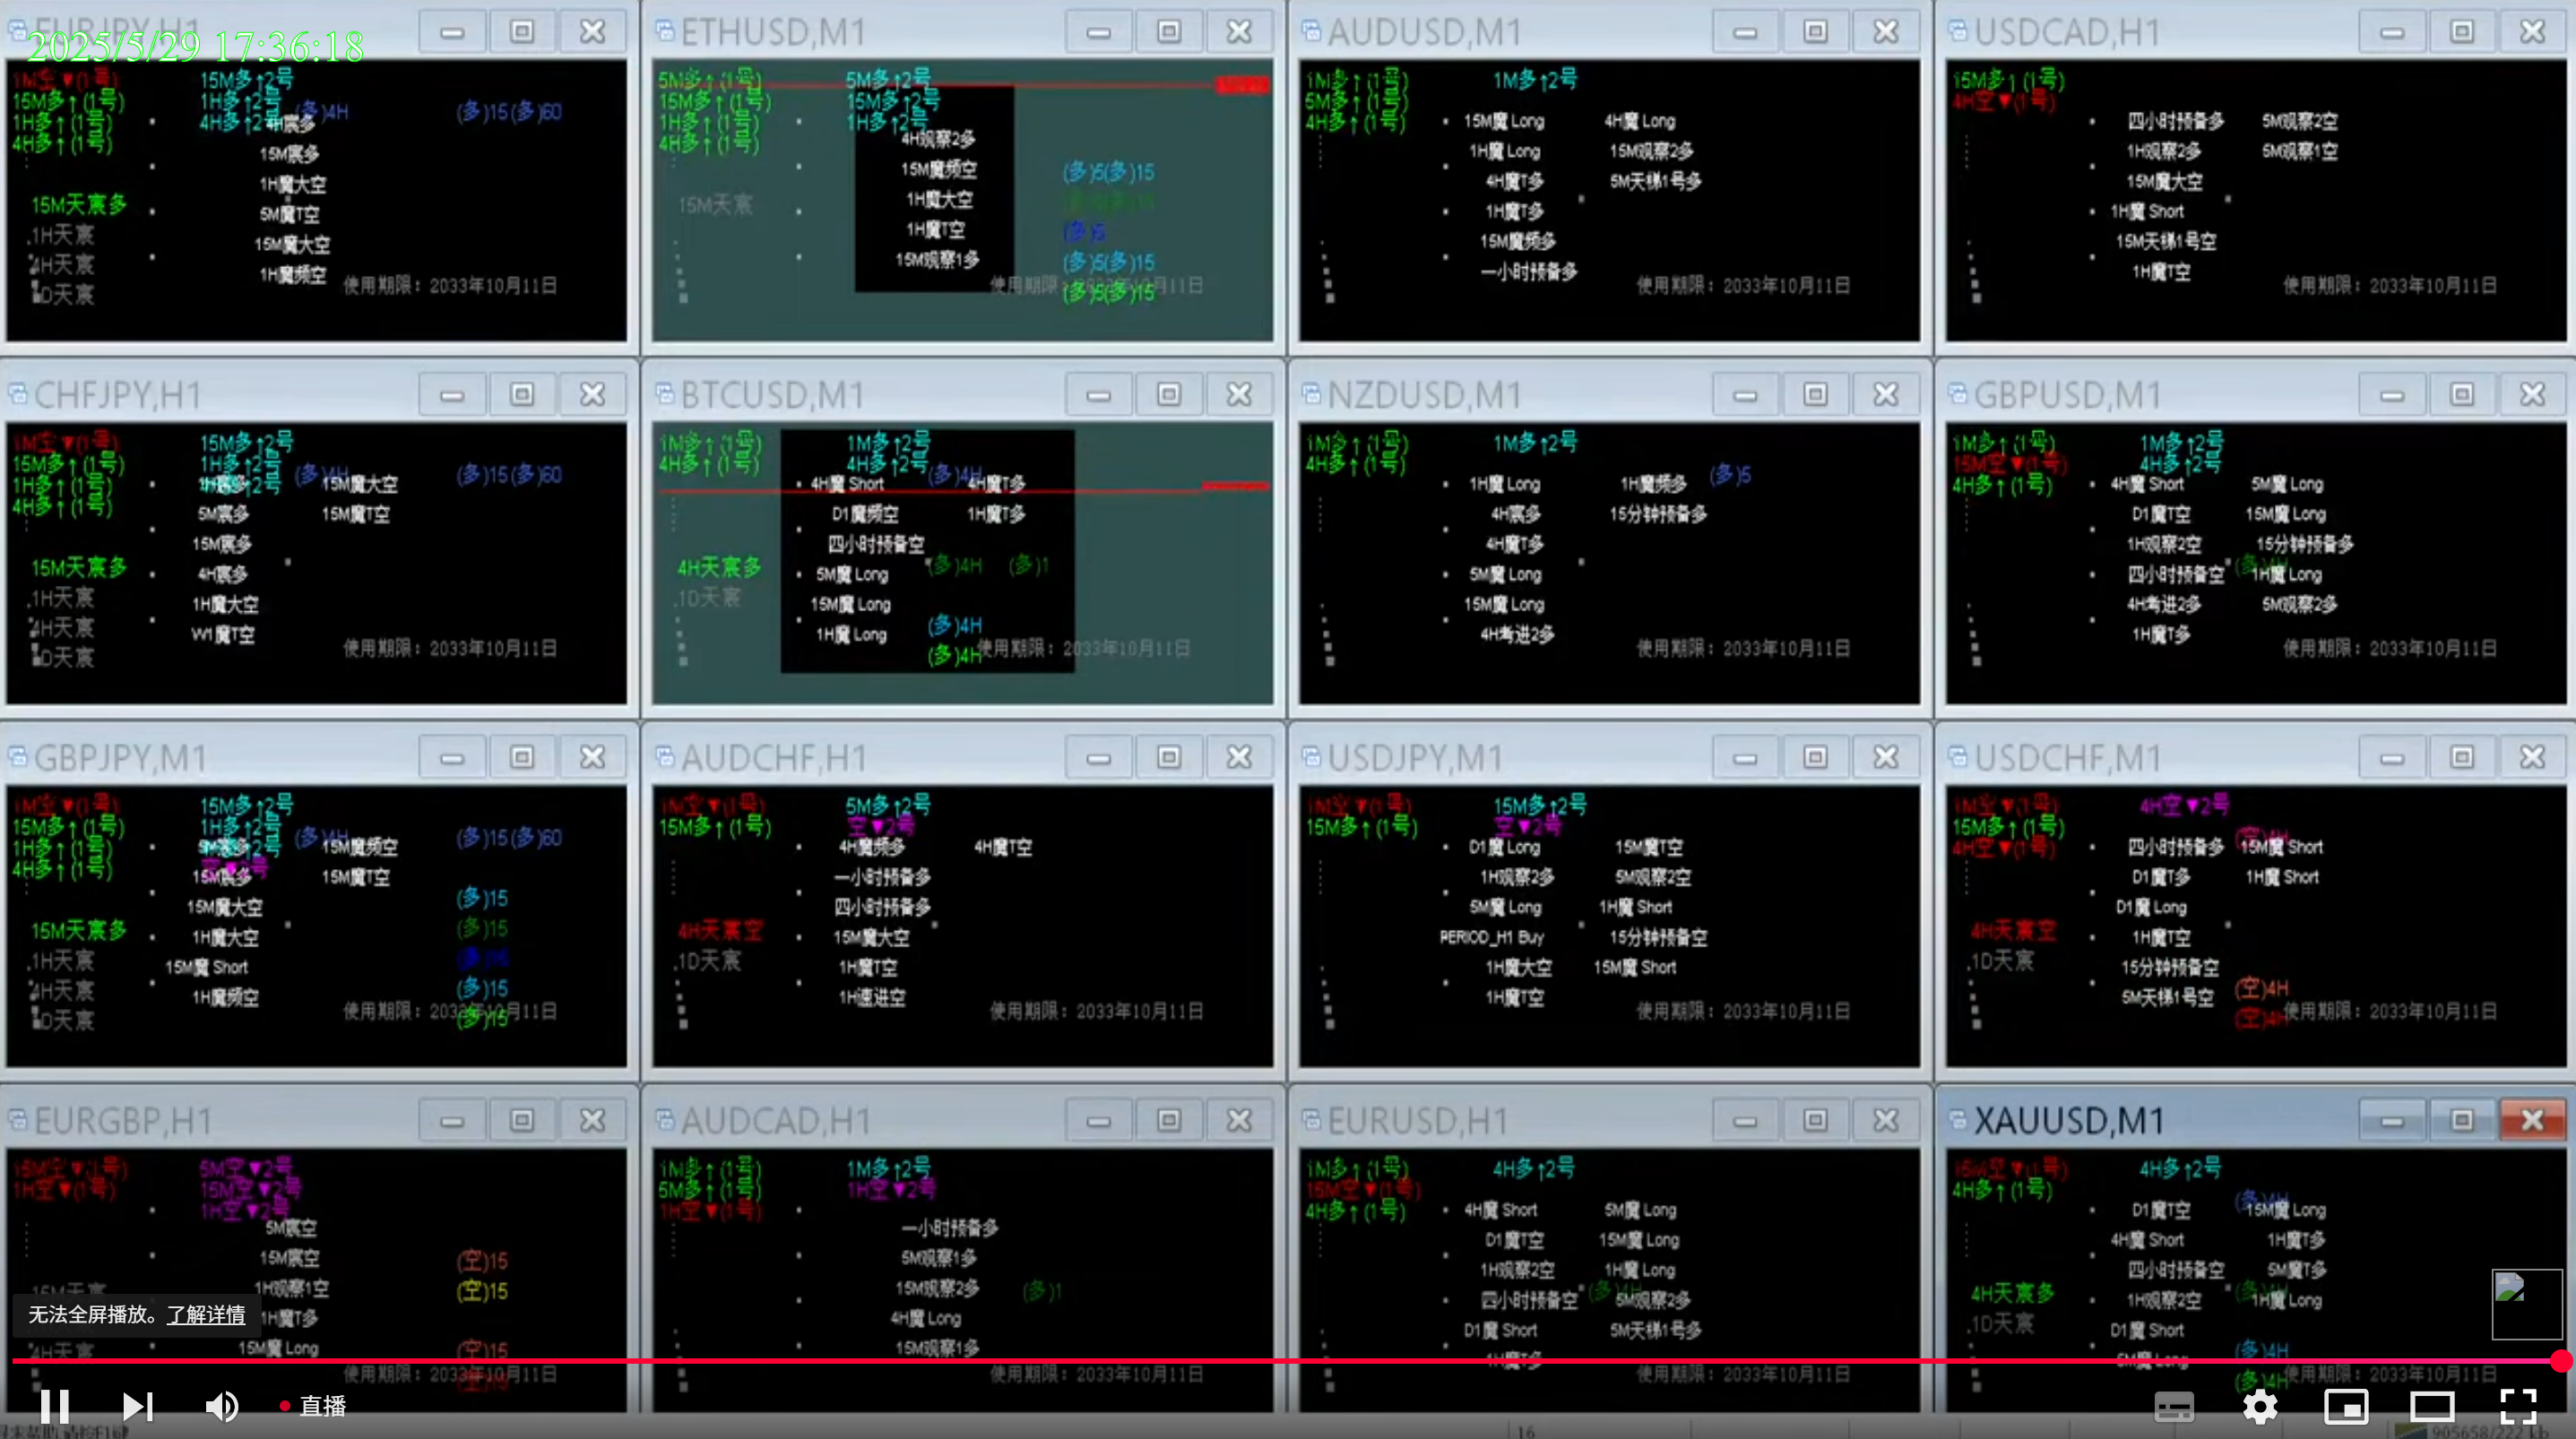 EURJPY,H1
2025/5/29 17:36:18
1M空▼(1号) 15M多↑2号
15M多↑(1号) 1H多↑2号 (多)4H (多)15(多)60
1H多↑(1号) 4H多↑2号 4H宸多
4H多↑(1号)
15M宸多
1H魔大空
15M天宸多 5M魔T空
.1H天宸 15M魔大空
4H天宸 1H魔频空
使用期限：2033年10月11日
D天宸
ETHUSD,M1
5M多↑(1号) 5M多↑2号
15M多↑(1号) 15M多↑2号
1H多↑(1号) 1H多↑2号
4H多↑(1号) 4H观察2多
15M魔频空 (多)5(多)15
15M天宸 1H魔大空
1H魔T空 (多)5
15M观察1多 (多)5(多)15
使用期限：2033年10月11日
(多)5(多)15
AUDUSD,M1
1M多↑(1号) 1M多↑2号
5M多↑(1号)
4H多↑(1号) 15M魔 Long 4H魔 Long
1H魔 Long 15M观察2多
4H魔T多 5M天梯1号多
1H魔T多
15M魔频多
一小时预备多
使用期限：2033年10月11日
USDCAD,H1
15M多↑(1号)
4H空▼(1号)
四小时预备多 5M观察2空
1H观察2多 5M观察1空
15M魔大空
1H魔 Short
15M天梯1号空
1H魔T空
使用期限：2033年10月11日
CHFJPY,H1
1M空▼(1号) 15M多↑2号
15M多↑(1号) 1H多↑2号 (多)4H (多)15(多)60
1H多↑(1号) 1H宸多 15M魔大空
4H多↑(1号) 5M宸多 15M魔T空
15M宸多
15M天宸多 4H宸多
.1H天宸 1H魔大空
4H天宸 W1魔T空
使用期限：2033年10月11日
D天宸
BTCUSD,M1
1M多↑(1号) 1M多↑2号
4H多↑(1号) 4H多↑2号 (多)4H
4H魔 Short 4H魔T多
D1魔频空 1H魔T多
四小时预备空
4H天宸多 5M魔 Long (多)4H (多)1
.1D天宸 15M魔 Long
1H魔 Long (多)4H
(多)4H 使用期限：2033年10月11日
NZDUSD,M1
1M多↑(1号) 1M多↑2号
4H多↑(1号)
1H魔 Long 1H魔频多 (多)5
4H宸多 15分钟预备多
4H魔T多
5M魔 Long
15M魔 Long
4H考进2多
使用期限：2033年10月11日
GBPUSD,M1
1M多↑(1号) 1M多↑2号
15M空▼(1号) 4H多↑2号
4H多↑(1号) 4H魔 Short 5M魔 Long
D1魔T空 15M魔 Long
1H观察2空 15分钟预备多
四小时预备空 1H魔 Long
4H考进2多 5M观察2多
1H魔T多
使用期限：2033年10月11日
GBPJPY,M1
1M空▼(1号) 15M多↑2号
15M多↑(1号) 1H多↑2号 (多)4H (多)15(多)60
1H多↑(1号) 5M宸多 15M魔频空
4H多↑(1号) 15M宸多 15M魔T空
15M魔大空 (多)15
15M天宸多 1H魔大空 (多)15
.1H天宸 15M魔 Short (多)15
4H天宸 1H魔频空 (多)15
D天宸 使用期限：2033年10月11日
(多)15
AUDCHF,H1
1M空▼(1号) 5M多↑2号
15M多↑(1号) 空▼2号
4H魔频多 4H魔T空
一小时预备多
四小时预备多
4H天宸空 15M魔大空
.1D天宸 1H魔T空
1H速进空
使用期限：2033年10月11日
USDJPY,M1
1M空▼(1号) 15M多↑2号
15M多↑(1号) 空▼2号
D1魔 Long 15M魔T空
1H观察2多 5M观察2空
5M魔 Long 1H魔 Short
PERIOD_H1 Buy 15分钟预备空
1H魔大空 15M魔 Short
1H魔T空
使用期限：2033年10月11日
USDCHF,M1
1M空▼(1号) 4H空▼2号
15M多↑(1号) (空)4H
4H空▼(1号) 四小时预备多 15M魔 Short
D1魔T多 1H魔 Short
D1魔 Long
4H天宸空 1H魔T空
.1D天宸 15分钟预备空
5M天梯1号空 (空)4H
(空)4H 使用期限：2033年10月11日
EURGBP,H1
15M空▼(1号) 5M空▼2号
1H空▼(1号) 15M空▼2号
1H空▼2号
5M宸空
15M宸空 (空)15
15M天宸 1H观察1空 (空)15
无法全屏播放。了解详情
1H魔T多
4H天宸 15M魔 Long (空)15
使用期限：2033年10月11日
AUDCAD,H1
1M多↑(1号) 1M多↑2号
5M多↑(1号) 1H空▼2号
1H空▼(1号)
一小时预备多
5M观察1多
15M观察2多 (多)1
4H魔 Long
15M观察1多
使用期限：2033年10月11日
EURUSD,H1
1M多↑(1号) 4H多↑2号
15M空▼(1号)
4H多↑(1号) 4H魔 Short 5M魔 Long
D1魔T空 15M魔 Long
1H观察2空 1H魔 Long
四小时预备空 5M观察2多
D1魔 Short 5M天梯1号多
1H魔T多
使用期限：2033年10月11日
XAUUSD,M1
15M空▼(1号) 4H多↑2号
4H多↑(1号) (多)4H
D1魔T空 15M魔 Long
4H魔 Short 1H魔T多
四小时预备空 5M魔T多
4H天宸多 1H观察2空 1H魔 Long
.1D天宸 D1魔 Short
5M魔 Long (多)4H
(多)4H 使用期限：2033年10月11日
直播
16
905658/222 kb